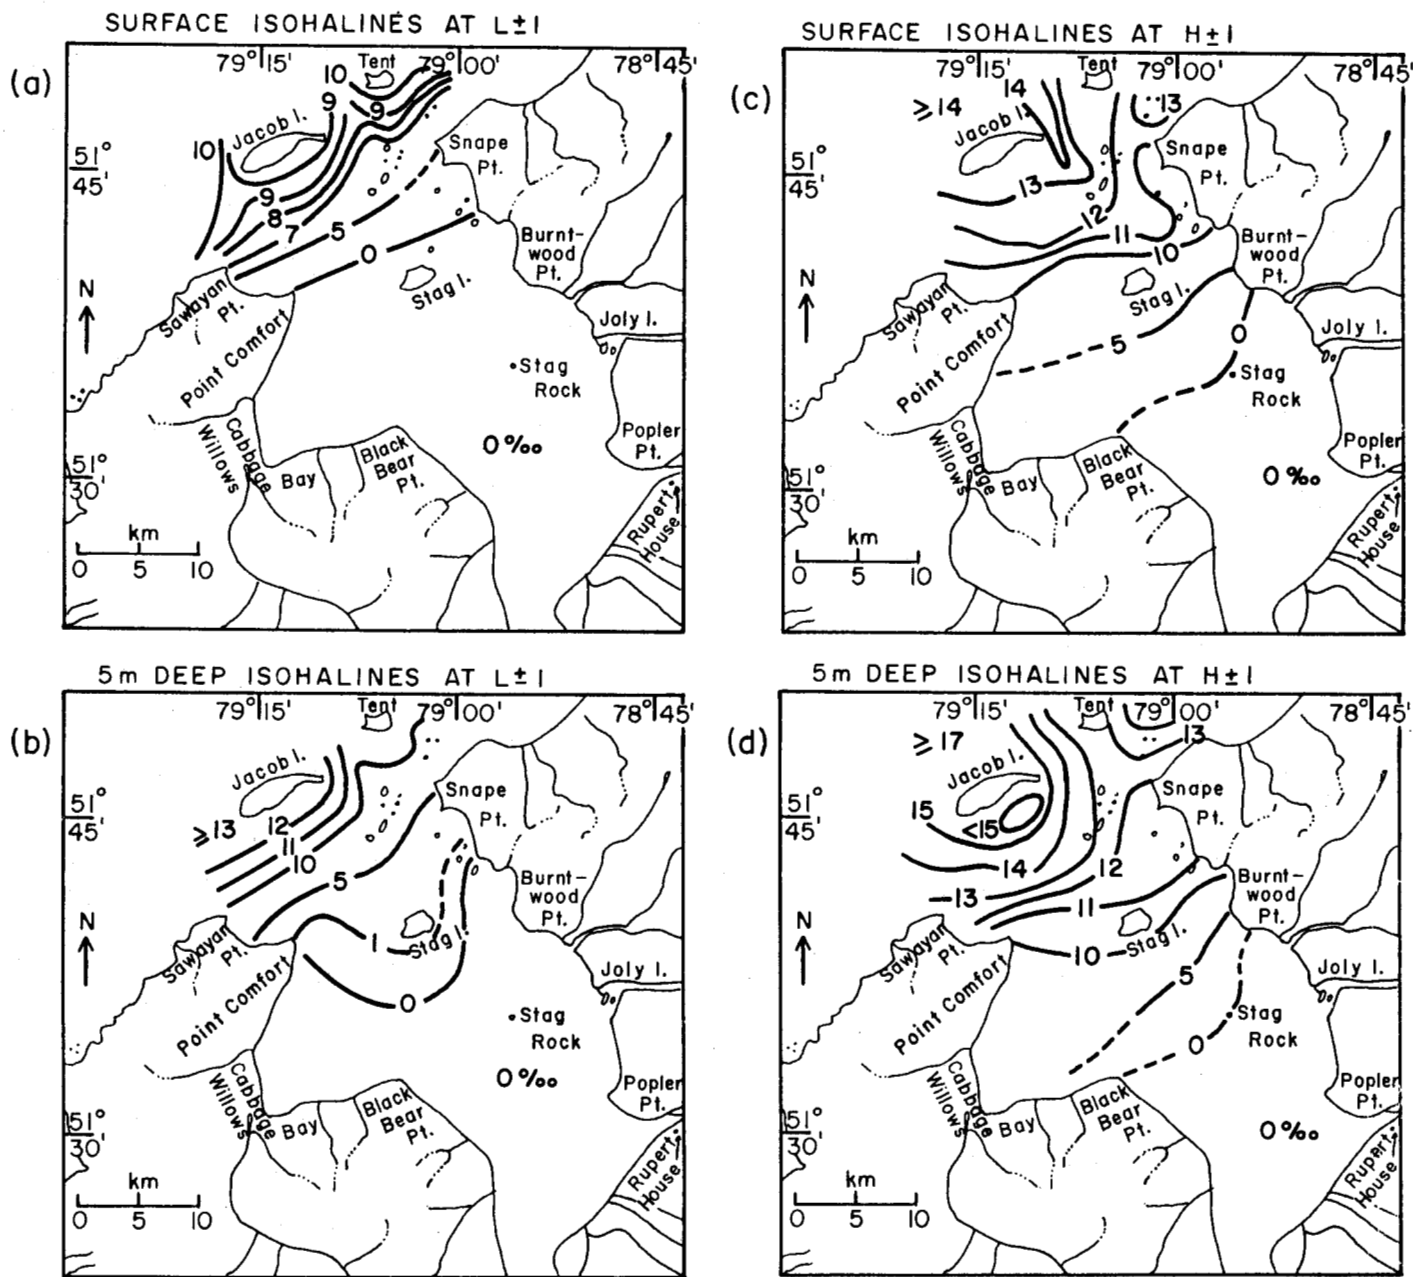 SURFACE ISOHALINES AT L±1
(a)
79°15'
79°00'
78°45'
Tent
10
9
9
10
Jacob I.
51°
45'
Snape
Pt.
9
8
7
5
0
Burnt-
wood
Pt.
Stag I.
N
Sawayan
Pt.
Joly I.
Point Comfort
Stag
Rock
Cabbage
Willows
Bay
Black
Bear
Pt.
0‰
Popler
Pt.
51°
30'
Rupert
House
km
0 5 10
5m DEEP ISOHALINES AT L±1
(b)
79°15'
79°00'
78°45'
Tent
Jacob I.
51°
45'
Snape
Pt.
≥13
12
11
10
5
Burnt-
wood
Pt.
1
Stag I.
N
Sawayan
Pt.
Joly I.
0
Point Comfort
Stag
Rock
0‰
Cabbage
Willows
Bay
Black
Bear
Pt.
Popler
Pt.
51°
30'
Rupert
House
km
0 5 10
SURFACE ISOHALINES AT H±1
(c)
79°15'
79°00'
78°45'
Tent
14
≥14
13
Jacob I.
51°
45'
Snape
Pt.
13
12
11
10
Burnt-
wood
Pt.
Stag I.
N
Sawayan
Pt.
Joly I.
5
0
Point Comfort
Stag
Rock
Cabbage
Willows
Bay
Black
Bear
Pt.
0‰
Popler
Pt.
51°
30'
Rupert
House
km
0 5 10
5m DEEP ISOHALINES AT H±1
(d)
79°15'
79°00'
78°45'
Tent
≥17
13
Jacob I.
51°
45'
Snape
Pt.
15
<15
14
12
13
11
Burnt-
wood
Pt.
10
Stag I.
N
Sawayan
Pt.
Joly I.
5
Point Comfort
Stag
Rock
0
Cabbage
Willows
Bay
Black
Bear
Pt.
0‰
Popler
Pt.
51°
30'
Rupert
House
km
0 5 10